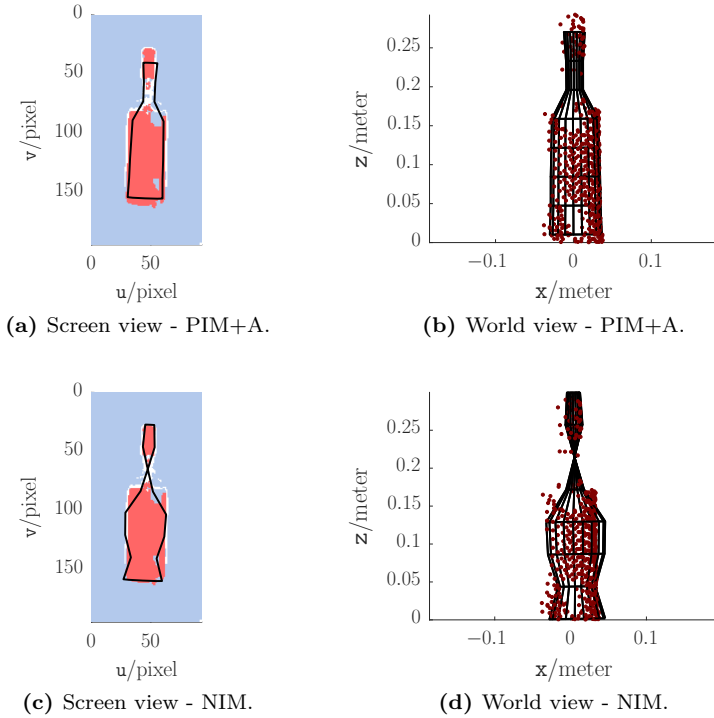 0
50
100
150
v/pixel
0
50
u/pixel
(a) Screen view - PIM+A.
0.25
0.2
0.15
0.1
0.05
0
z/meter
−0.1
0
0.1
x/meter
(b) World view - PIM+A.
0
50
100
150
v/pixel
0
50
u/pixel
(c) Screen view - NIM.
0.25
0.2
0.15
0.1
0.05
0
z/meter
−0.1
0
0.1
x/meter
(d) World view - NIM.